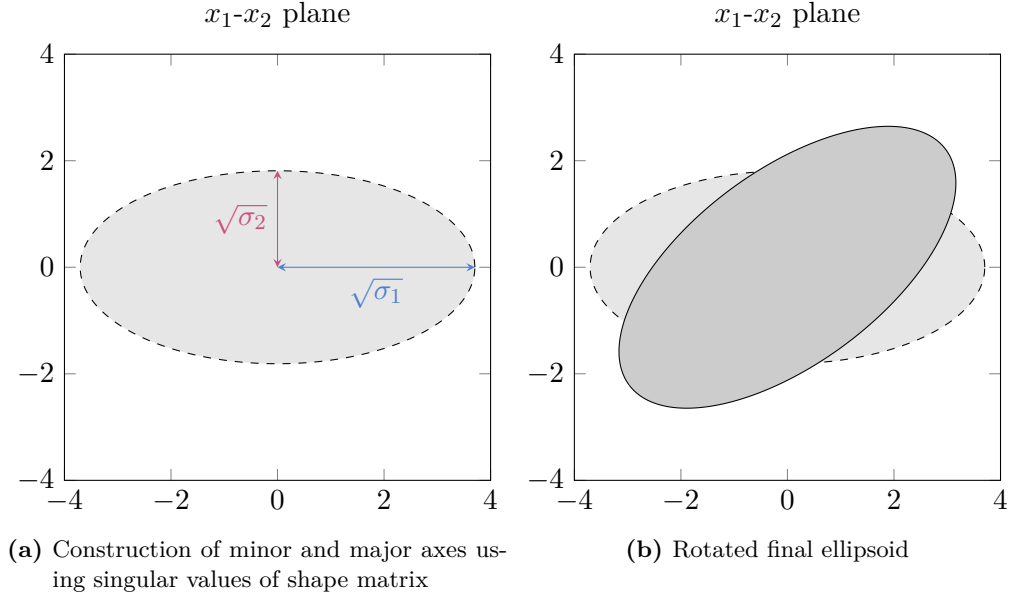 x₁-x₂ plane
4
2
0
−2
−4
−4
−2
0
2
4
√σ₂
√σ₁
(a) Construction of minor and major axes us-
ing singular values of shape matrix
x₁-x₂ plane
4
2
0
−2
−4
−4
−2
0
2
4
(b) Rotated final ellipsoid